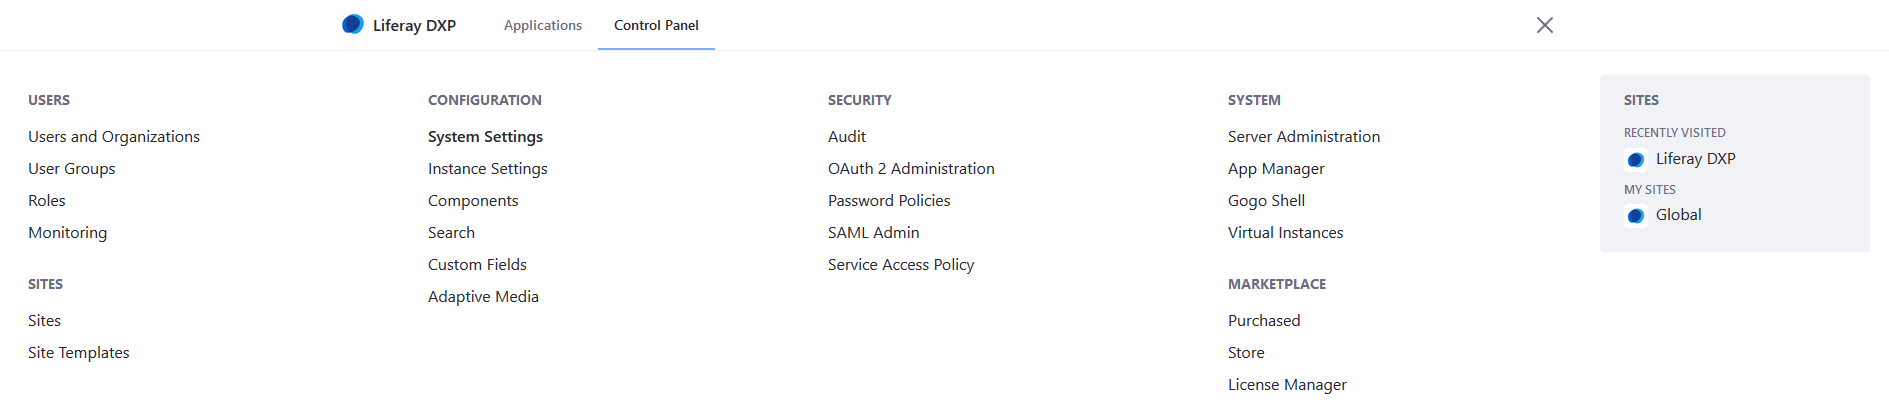 Liferay DXP
Applications
Control Panel
USERS
Users and Organizations
User Groups
Roles
Monitoring
SITES
Sites
Site Templates
CONFIGURATION
System Settings
Instance Settings
Components
Search
Custom Fields
Adaptive Media
SECURITY
Audit
OAuth 2 Administration
Password Policies
SAML Admin
Service Access Policy
SYSTEM
Server Administration
App Manager
Gogo Shell
Virtual Instances
MARKETPLACE
Purchased
Store
License Manager
SITES
RECENTLY VISITED
Liferay DXP
MY SITES
Global